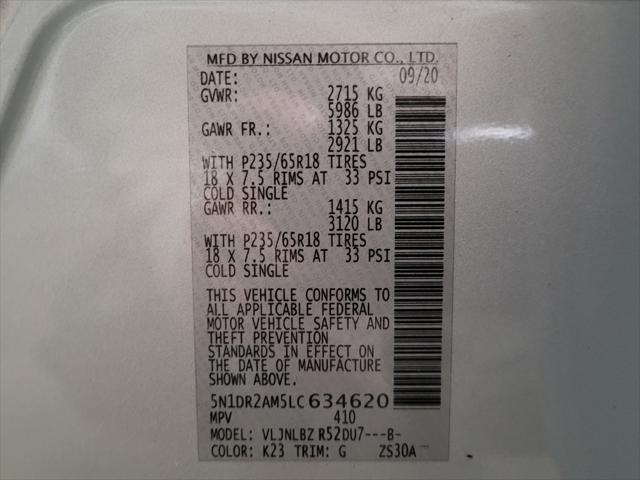 MFD BY NISSAN MOTOR CO., LTD.
DATE: 09/20
GVWR: 2715 KG
5986 LB
GAWR FR.: 1325 KG
2921 LB
WITH P235/65R18 TIRES
18 X 7.5 RIMS AT 33 PSI
COLD SINGLE
GAWR RR.: 1415 KG
3120 LB
WITH P235/65R18 TIRES
18 X 7.5 RIMS AT 33 PSI
COLD SINGLE
THIS VEHICLE CONFORMS TO
ALL APPLICABLE FEDERAL
MOTOR VEHICLE SAFETY AND
THEFT PREVENTION
STANDARDS IN EFFECT ON
THE DATE OF MANUFACTURE
SHOWN ABOVE.
5N1DR2AM5LC634620
MPV 410
MODEL: VLJNLBZ R52DU7---B-
COLOR: K23 TRIM: G ZS30A